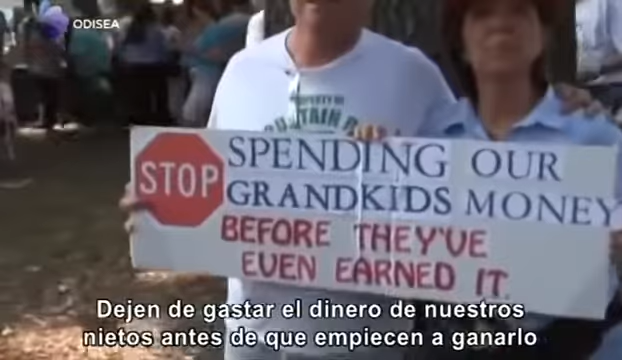 ODISEA
STOP
SPENDING OUR
GRANDKIDS MONEY
BEFORE THEY'VE
EVEN EARNED IT.
Dejen de gastar el dinero de nuestros
nietos antes de que empiecen a ganarlo